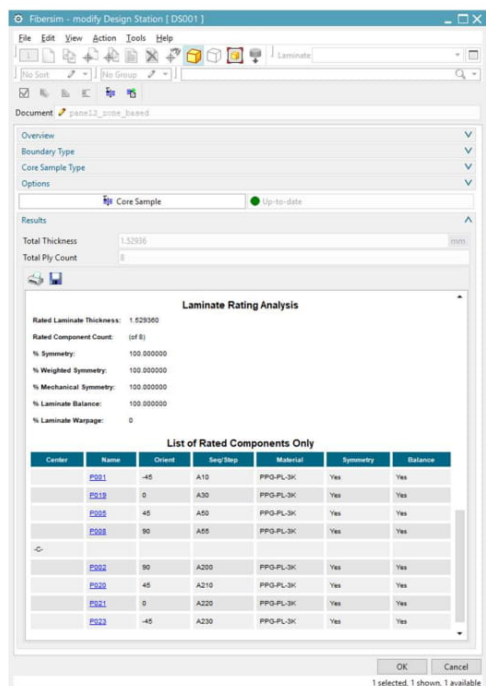 Fibersim - modify Design Station [ DS001 ]
File Edit View Action Tools Help
Laminate
No Sort No Group
Document panel2_zone_based
Overview
Boundary Type
Core Sample Type
Options
Core Sample Up-to-date
Results
Total Thickness 1.52936 mm
Total Ply Count 8
Laminate Rating Analysis
Rated Laminate Thickness: 1.529360
Rated Component Count: (of 8)
% Symmetry: 100.000000
% Weighted Symmetry: 100.000000
% Mechanical Symmetry: 100.000000
% Laminate Balance: 100.000000
% Laminate Warpage: 0
List of Rated Components Only
Center Name Orient Seq/Step Material Symmetry Balance
P001 -45 A10 PPG-PL-3K Yes Yes
P019 0 A30 PPG-PL-3K Yes Yes
P005 45 A50 PPG-PL-3K Yes Yes
P008 90 A55 PPG-PL-3K Yes Yes
-C-
P002 90 A200 PPG-PL-3K Yes Yes
P020 45 A210 PPG-PL-3K Yes Yes
P021 0 A220 PPG-PL-3K Yes Yes
P023 -45 A230 PPG-PL-3K Yes Yes
OK Cancel
1 selected, 1 shown, 1 available